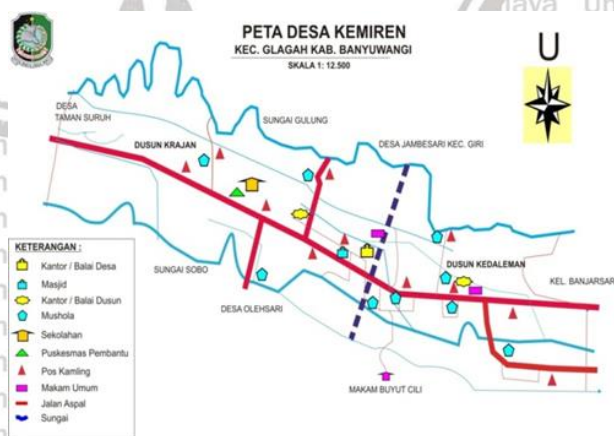 PETA DESA KEMIREN
KEC. GLAGAH KAB. BANYUWANGI
SKALA 1: 12.500
U
DESA
TAMAN SURUH
SUNGAI GULUNG
DUSUN KRAJAN
DESA JAMBESARI KEC. GIRI
KETERANGAN :
Kantor / Balai Desa
Masjid
Kantor / Balai Dusun
Mushola
Sekolahan
Puskesmas Pembantu
Pos Kamling
Makam Umum
Jalan Aspal
Sungai
SUNGAI SOBO
DESA OLEHSARI
DUSUN KEDALEMAN
KEL. BANJARSAR
MAKAM BUYUT CILI